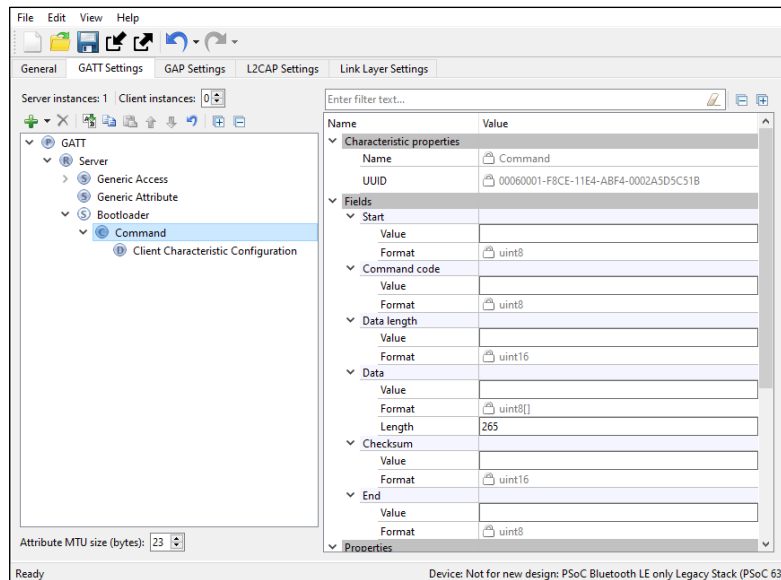 File Edit View Help
General GATT Settings GAP Settings L2CAP Settings Link Layer Settings
Server instances: 1 Client instances: 0
GATT
Server
Generic Access
Generic Attribute
Bootloader
Command
Client Characteristic Configuration
Attribute MTU size (bytes): 23
Enter filter text...
Name Value
Characteristic properties
Name Command
UUID 00060001-F8CE-11E4-ABF4-0002A5D5C51B
Fields
Start
Value
Format uint8
Command code
Value
Format uint8
Data length
Value
Format uint16
Data
Value
Format uint8[]
Length 265
Checksum
Value
Format uint16
End
Value
Format uint8
Properties
Ready Device: Not for new design: PSoC Bluetooth LE only Legacy Stack (PSoC 63